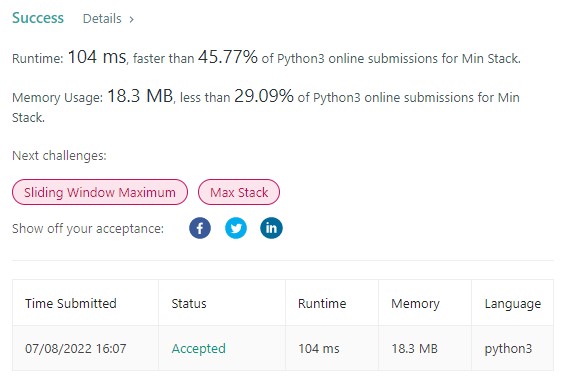 Success Details >
Runtime: 104 ms, faster than 45.77% of Python3 online submissions for Min Stack.
Memory Usage: 18.3 MB, less than 29.09% of Python3 online submissions for Min
Stack.
Next challenges:
Sliding Window Maximum Max Stack
Show off your acceptance: f in
Time Submitted Status Runtime Memory Language
07/08/2022 16:07 Accepted 104 ms 18.3 MB python3